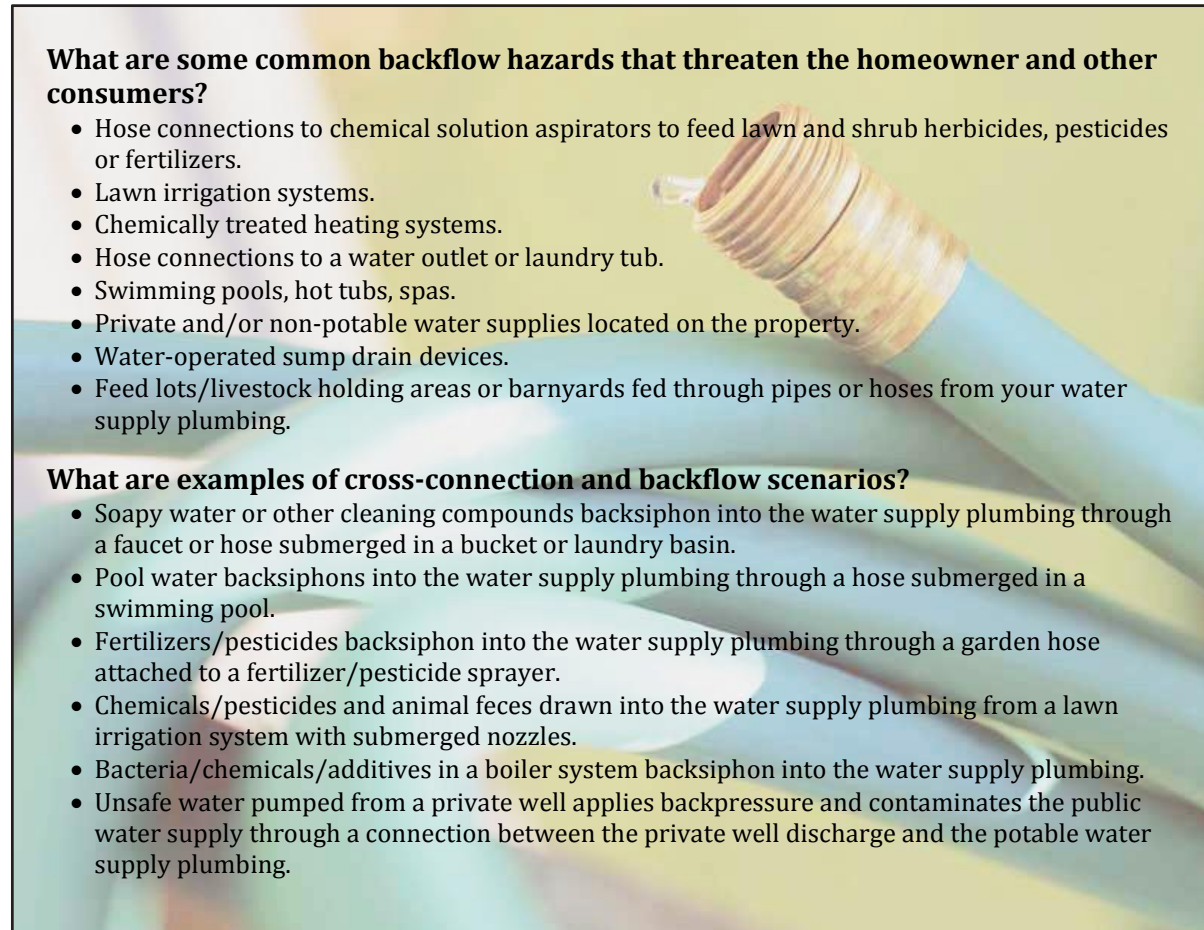 What are some common backflow hazards that threaten the homeowner and other
consumers?
• Hose connections to chemical solution aspirators to feed lawn and shrub herbicides, pesticides
or fertilizers.
• Lawn irrigation systems.
• Chemically treated heating systems.
• Hose connections to a water outlet or laundry tub.
• Swimming pools, hot tubs, spas.
• Private and/or non-potable water supplies located on the property.
• Water-operated sump drain devices.
• Feed lots/livestock holding areas or barnyards fed through pipes or hoses from your water
supply plumbing.
What are examples of cross-connection and backflow scenarios?
• Soapy water or other cleaning compounds backsiphon into the water supply plumbing through
a faucet or hose submerged in a bucket or laundry basin.
• Pool water backsiphons into the water supply plumbing through a hose submerged in a
swimming pool.
• Fertilizers/pesticides backsiphon into the water supply plumbing through a garden hose
attached to a fertilizer/pesticide sprayer.
• Chemicals/pesticides and animal feces drawn into the water supply plumbing from a lawn
irrigation system with submerged nozzles.
• Bacteria/chemicals/additives in a boiler system backsiphon into the water supply plumbing.
• Unsafe water pumped from a private well applies backpressure and contaminates the public
water supply through a connection between the private well discharge and the potable water
supply plumbing.